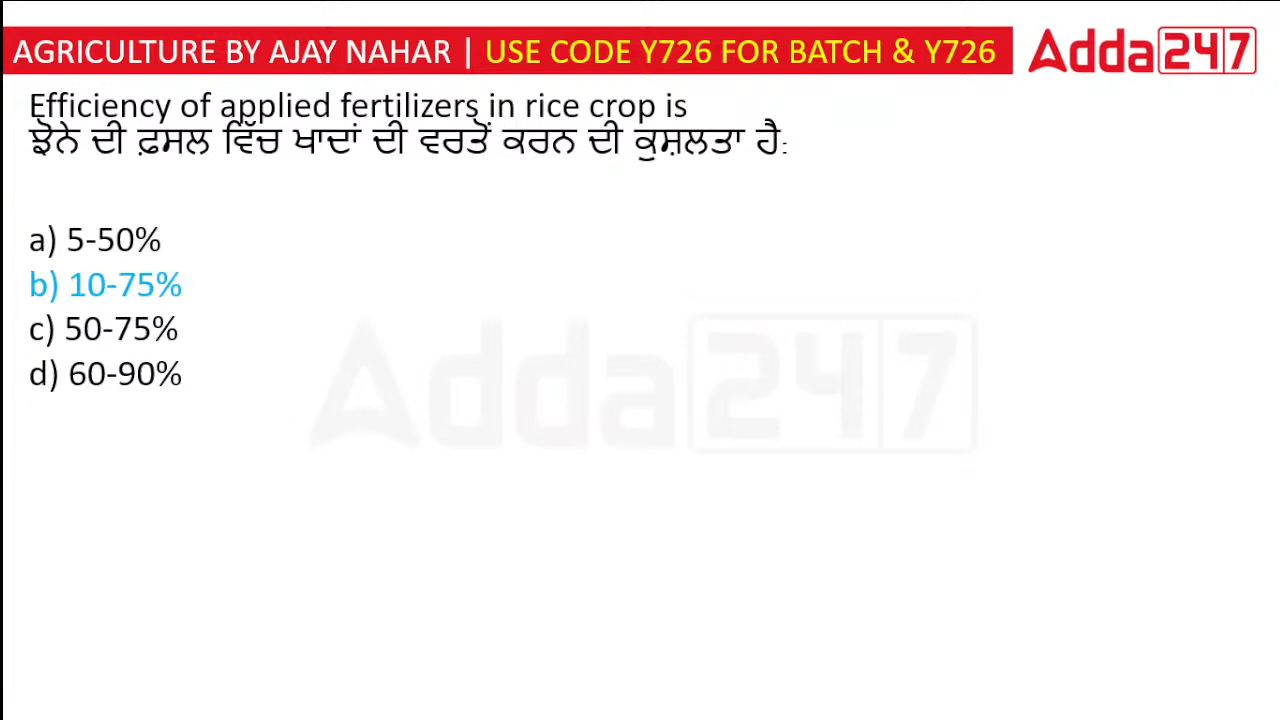 AGRICULTURE BY AJAY NAHAR | USE CODE Y726 FOR BATCH & Y726
Adda247
Efficiency of applied fertilizers in rice crop is
ਝੋਨੇ ਦੀ ਫ਼ਸਲ ਵਿੱਚ ਖਾਦਾਂ ਦੀ ਵਰਤੋਂ ਕਰਨ ਦੀ ਕੁਸ਼ਲਤਾ ਹੈ:
a) 5-50%
b) 10-75%
c) 50-75%
d) 60-90%
Adda247